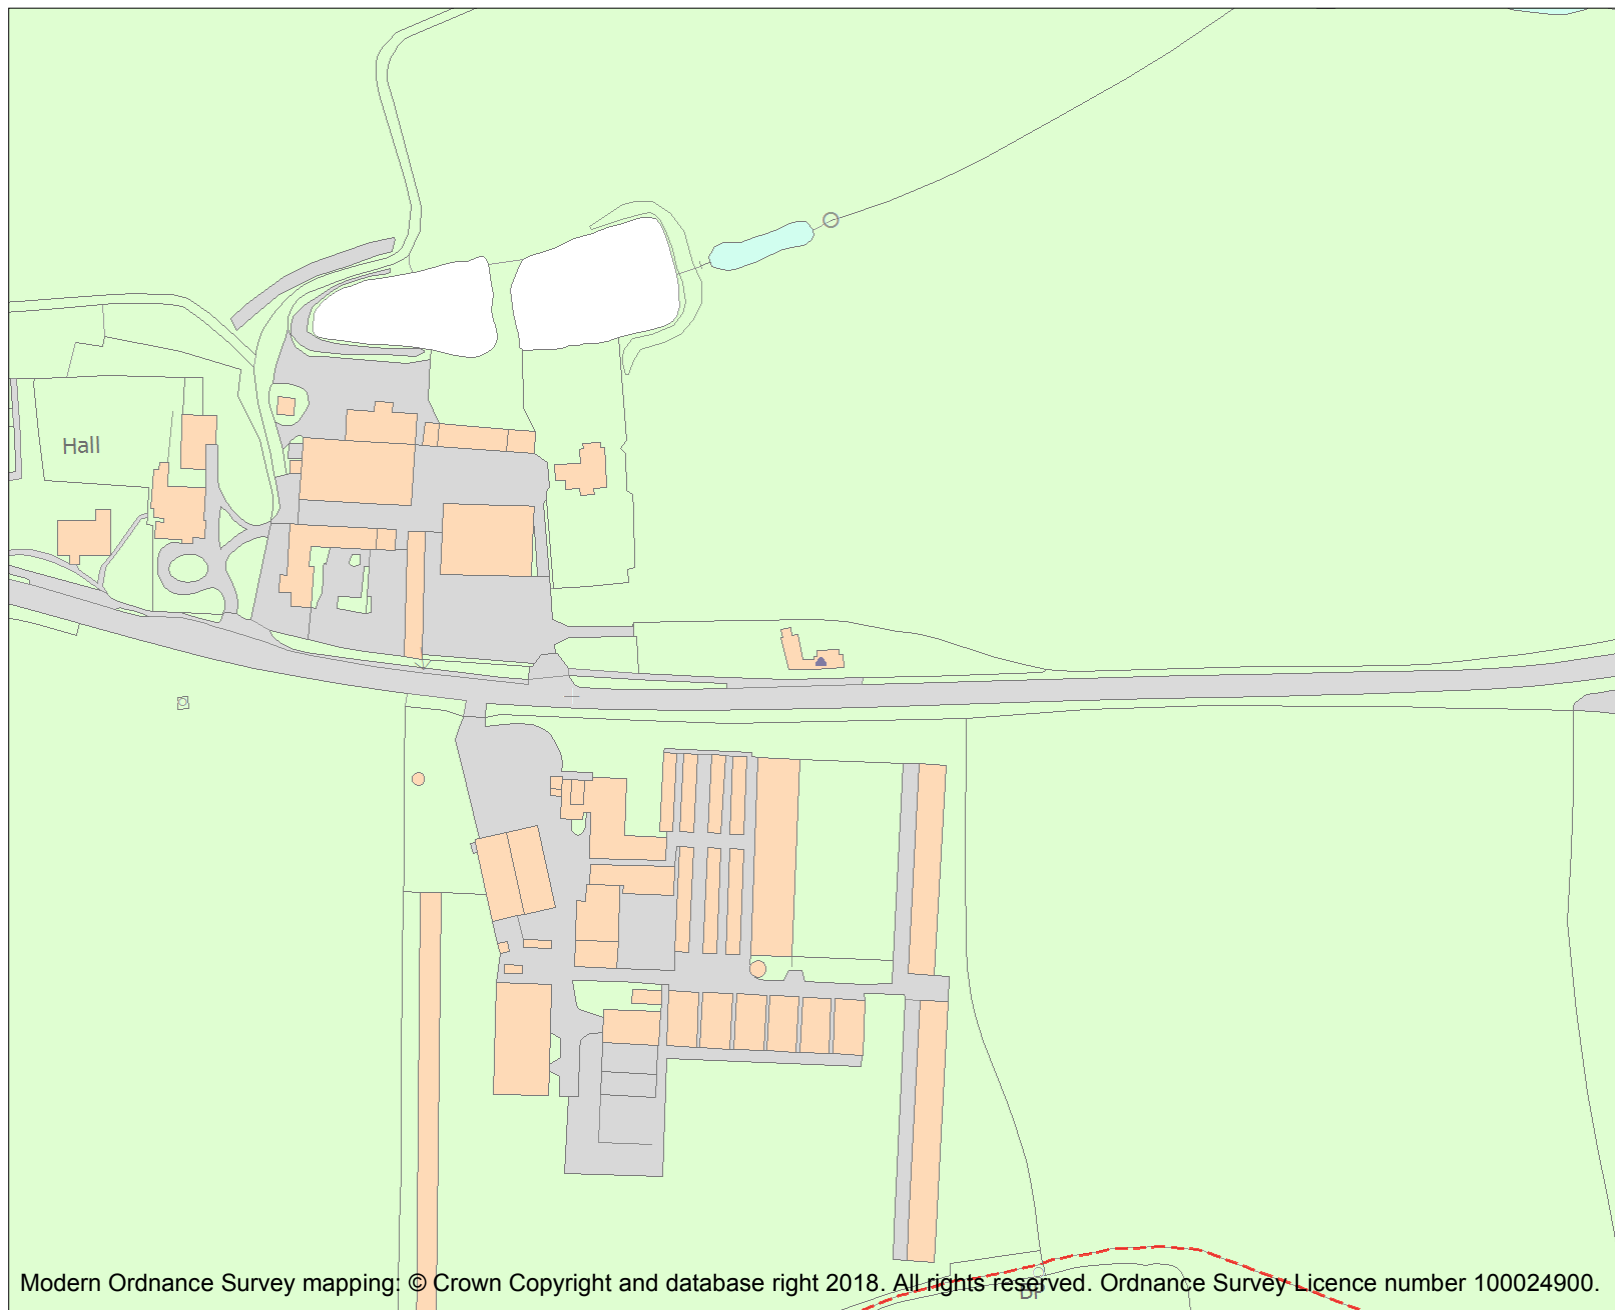 Hall
Modern Ordnance Survey mapping: © Crown Copyright and database right 2018. All rights reserved. Ordnance Survey Licence number 100024900.
BP